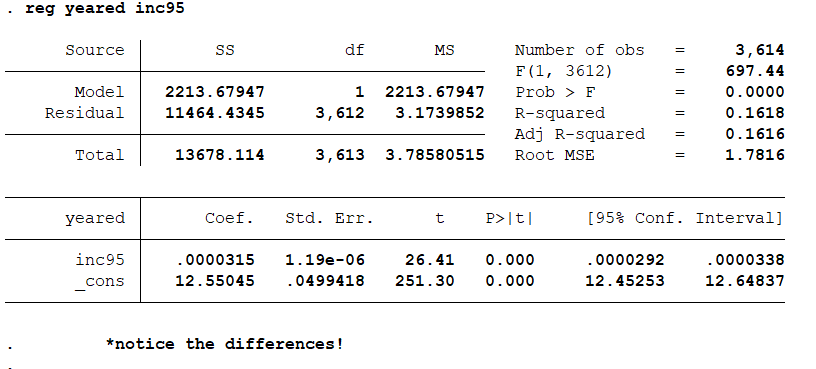 . reg yeared inc95
Source SS df MS Number of obs = 3,614
F(1, 3612) = 697.44
Model 2213.67947 1 2213.67947 Prob > F = 0.0000
Residual 11464.4345 3,612 3.1739852 R-squared = 0.1618
Adj R-squared = 0.1616
Total 13678.114 3,613 3.78580515 Root MSE = 1.7816
yeared Coef. Std. Err. t P>|t| [95% Conf. Interval]
inc95 .0000315 1.19e-06 26.41 0.000 .0000292 .0000338
_cons 12.55045 .0499418 251.30 0.000 12.45253 12.64837
. *notice the differences!
.